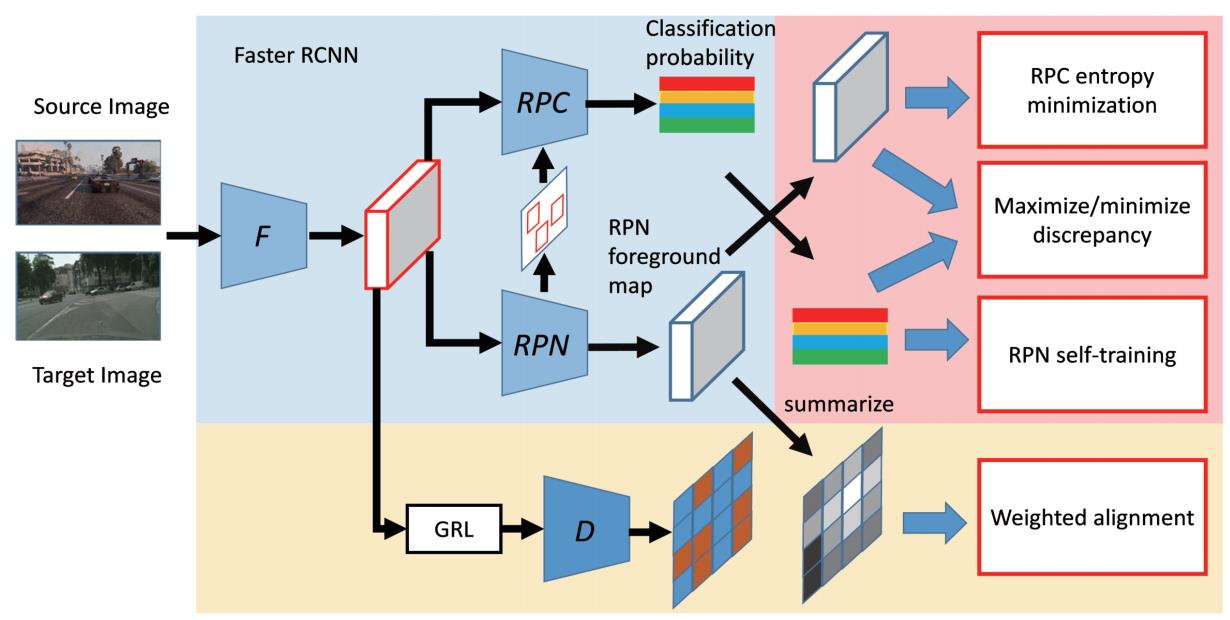 Faster RCNN
Source Image
Target Image
F
RPC
RPN
Classification
probability
RPN
foreground
map
RPC entropy
minimization
Maximize/minimize
discrepancy
RPN self-training
summarize
GRL
D
Weighted alignment